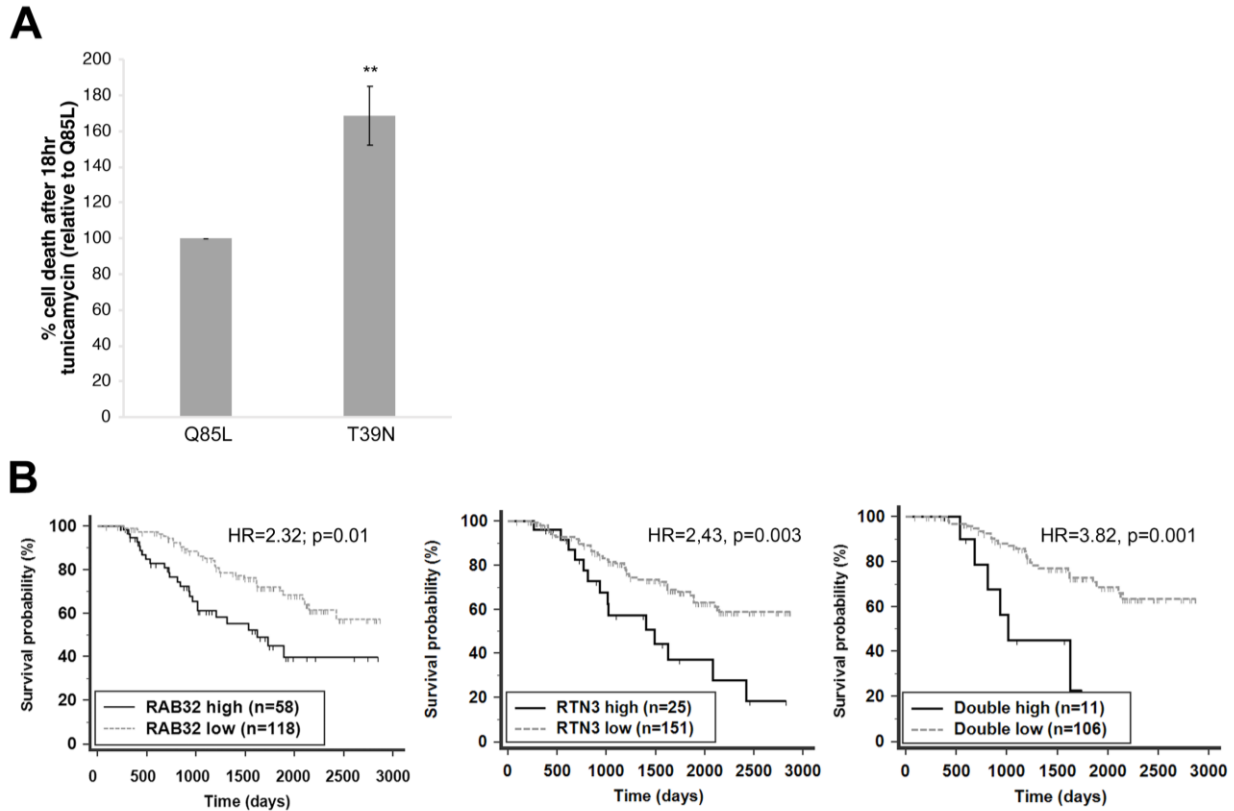 A
% cell death after 18hr
tunicamycin (relative to Q85L)
200
180
160
140
120
100
80
60
40
20
0
**
Q85L
T39N
B
Survival probability (%)
100
80
60
40
20
0
HR=2.32; p=0.01
RAB32 high (n=58)
RAB32 low (n=118)
0 500 1000 1500 2000 2500 3000
Time (days)
Survival probability (%)
100
80
60
40
20
0
HR=2,43, p=0.003
RTN3 high (n=25)
RTN3 low (n=151)
0 500 1000 1500 2000 2500 3000
Time (days)
Survival probability (%)
100
80
60
40
20
0
HR=3.82, p=0.001
Double high (n=11)
Double low (n=106)
0 500 1000 1500 2000 2500 3000
Time (days)